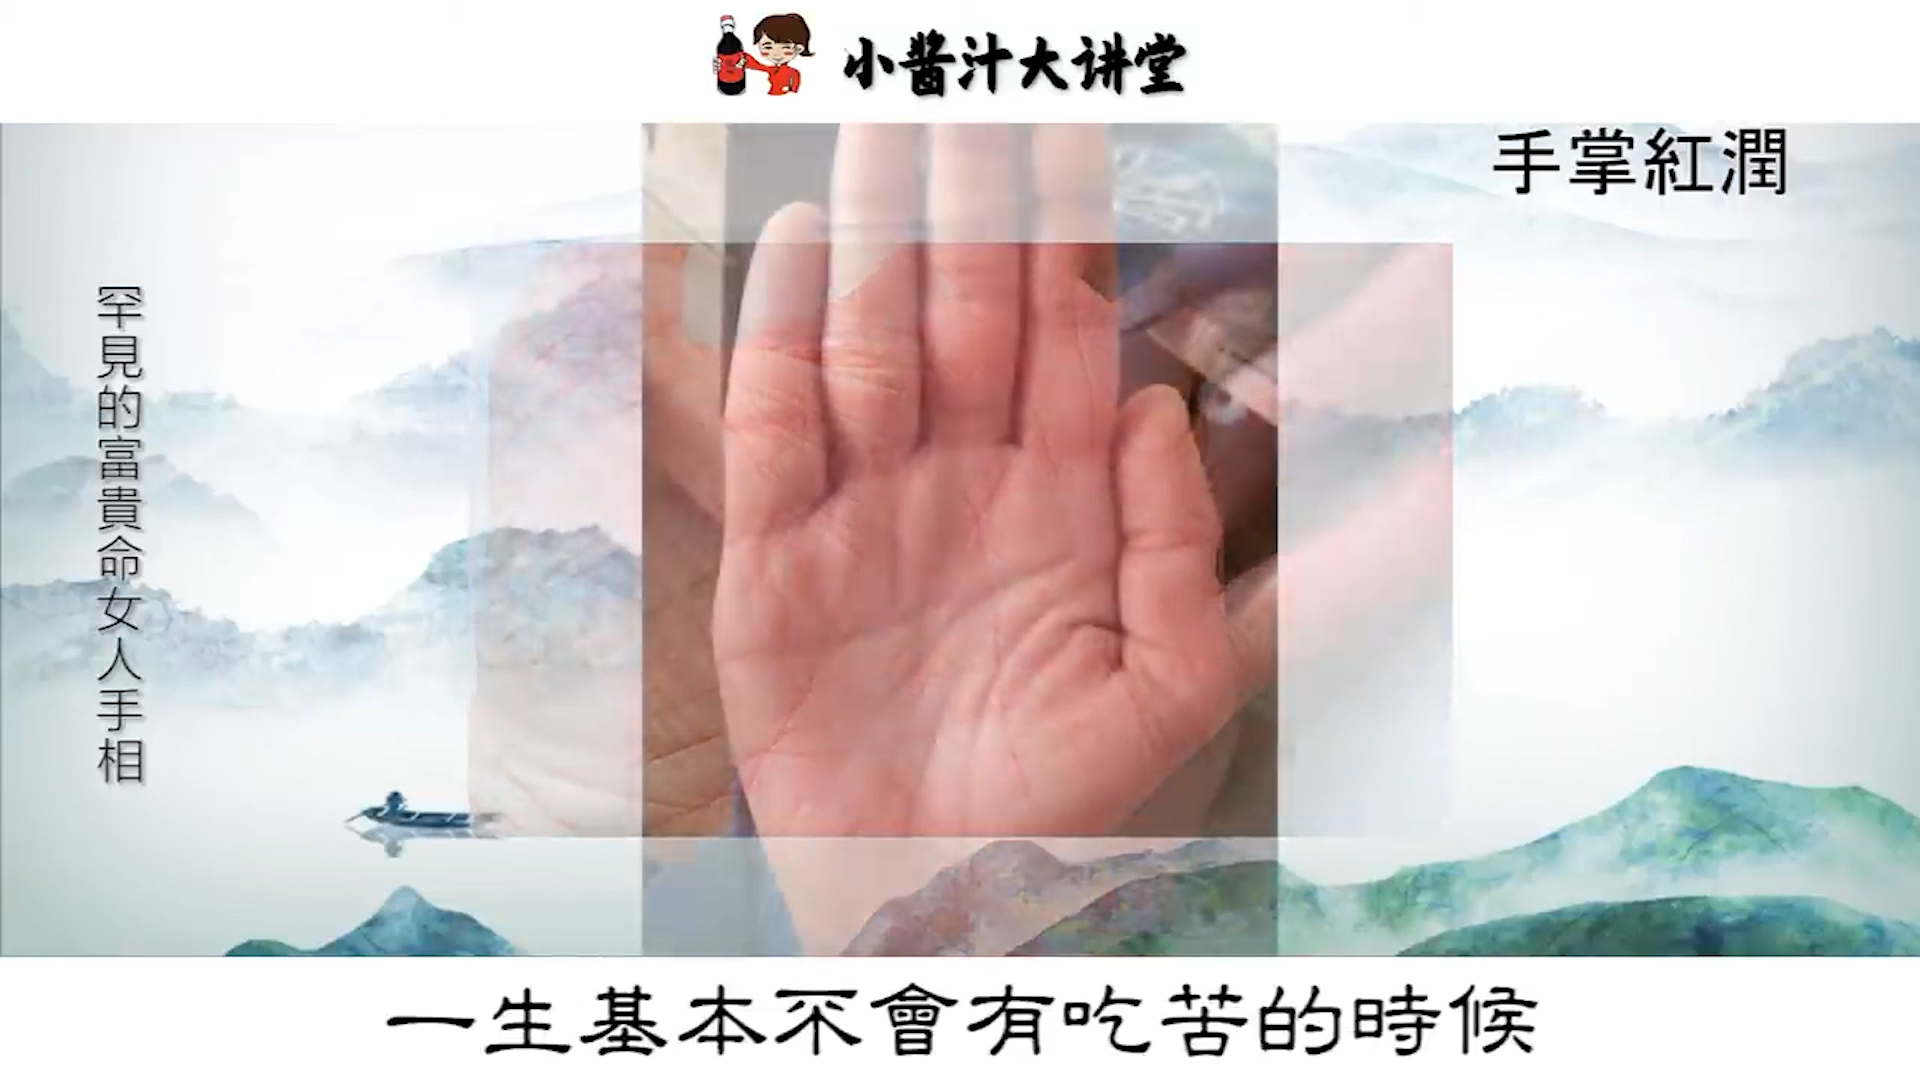 小酱汁大讲堂
手掌紅潤
罕見的富貴命女人手相
一生基本不會有吃苦的時候